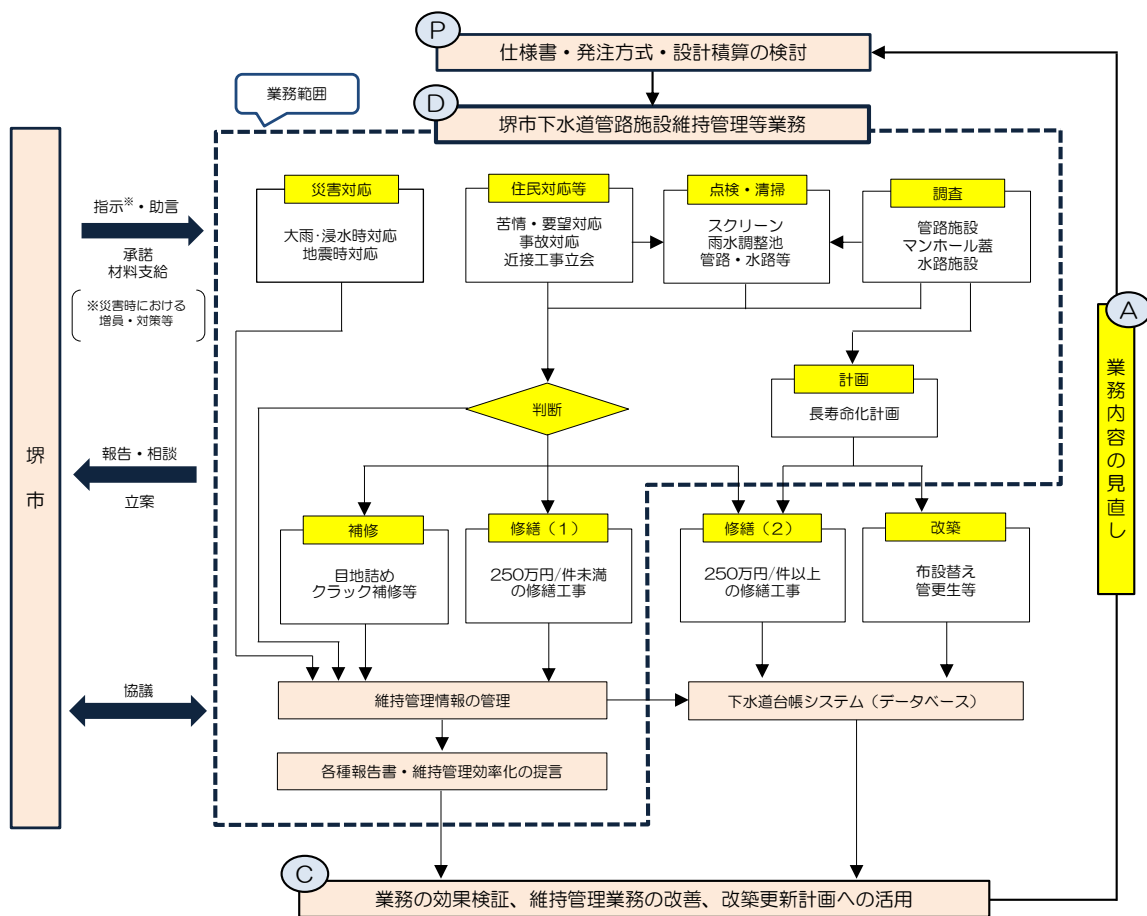 P
仕様書・発注方式・設計積算の検討
業務範囲
D
堺市下水道管路施設維持管理等業務
災害対応
大雨・浸水時対応
地震時対応
住民対応等
苦情・要望対応
事故対応
近接工事立会
点検・清掃
スクリーン
雨水調整池
管路・水路等
調査
管路施設
マンホール蓋
水路施設
指示※・助言
承諾
材料支給
※災害時における
増員・対策等
堺市
報告・相談
立案
協議
判断
計画
長寿命化計画
A
業務内容の見直し
補修
目地詰め
クラック補修等
修繕（1）
250万円/件未満
の修繕工事
修繕（2）
250万円/件以上
の修繕工事
改築
布設替え
管更生等
維持管理情報の管理
下水道台帳システム（データベース）
各種報告書・維持管理効率化の提言
C
業務の効果検証、維持管理業務の改善、改築更新計画への活用